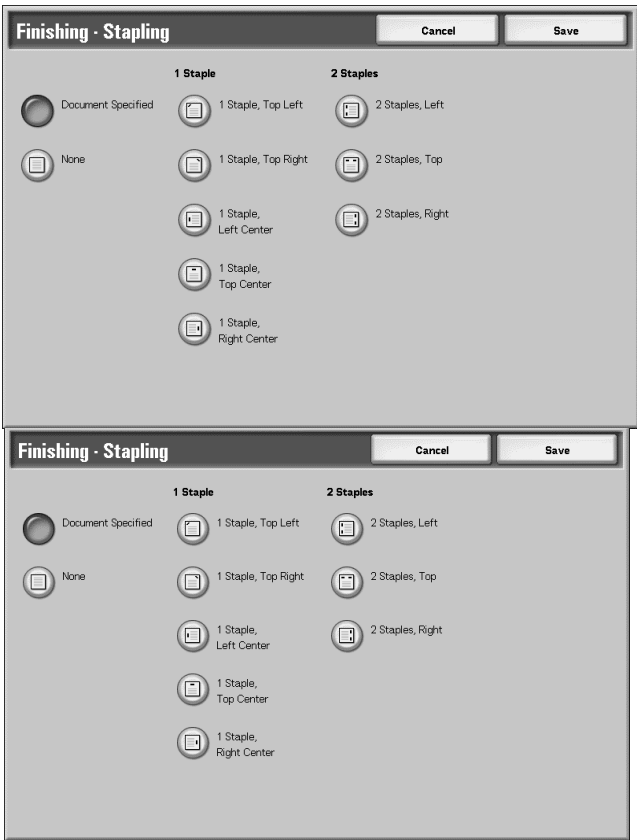 Finishing - Stapling
Cancel
Save
1 Staple
2 Staples
Document Specified
1 Staple, Top Left
2 Staples, Left
None
1 Staple, Top Right
2 Staples, Top
1 Staple,
Left Center
2 Staples, Right
1 Staple,
Top Center
1 Staple,
Right Center
Finishing - Stapling
Cancel
Save
1 Staple
2 Staples
Document Specified
1 Staple, Top Left
2 Staples, Left
None
1 Staple, Top Right
2 Staples, Top
1 Staple,
Left Center
2 Staples, Right
1 Staple,
Top Center
1 Staple,
Right Center